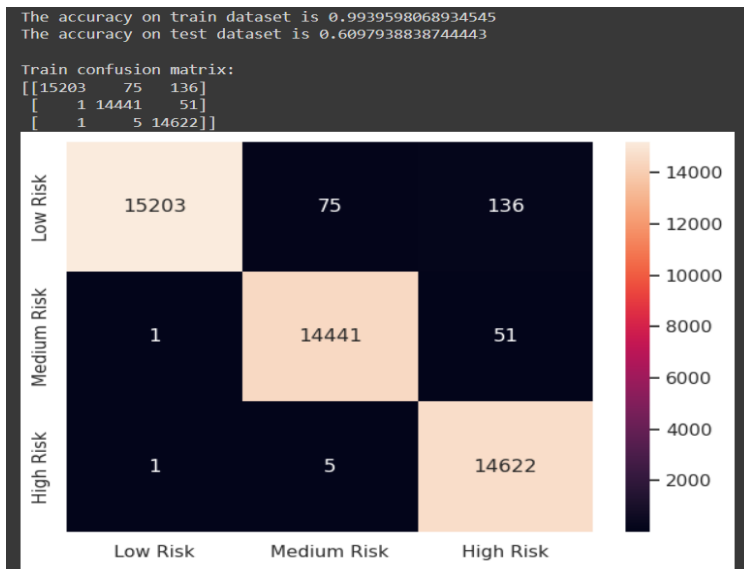 The accuracy on train dataset is 0.9939598068934545
The accuracy on test dataset is 0.6097938838744443
Train confusion matrix:
[[15203    75   136]
 [    1 14441    51]
 [    1     5 14622]]
Low Risk
15203 75 136
Medium Risk
1 14441 51
High Risk
1 5 14622
Low Risk Medium Risk High Risk
14000
12000
10000
8000
6000
4000
2000